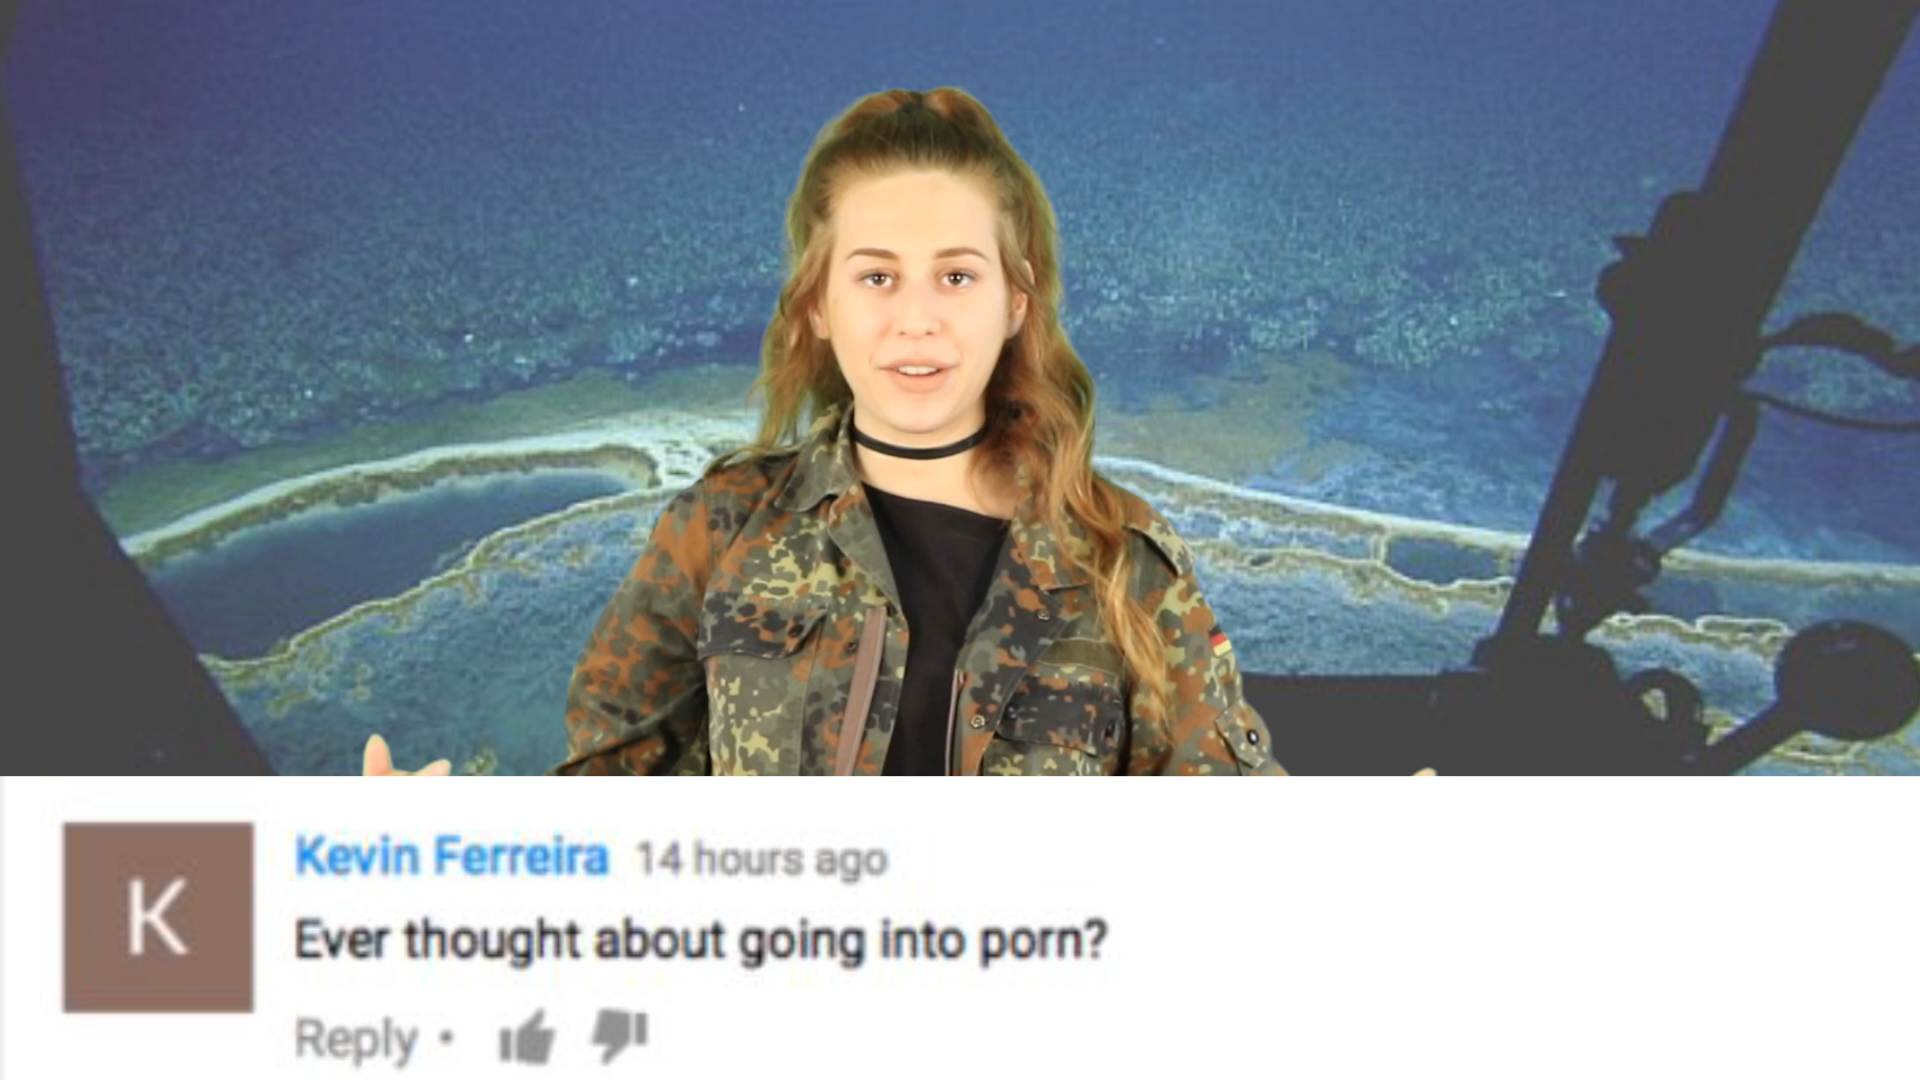 K
Kevin Ferreira 14 hours ago
Ever thought about going into porn?
Reply •